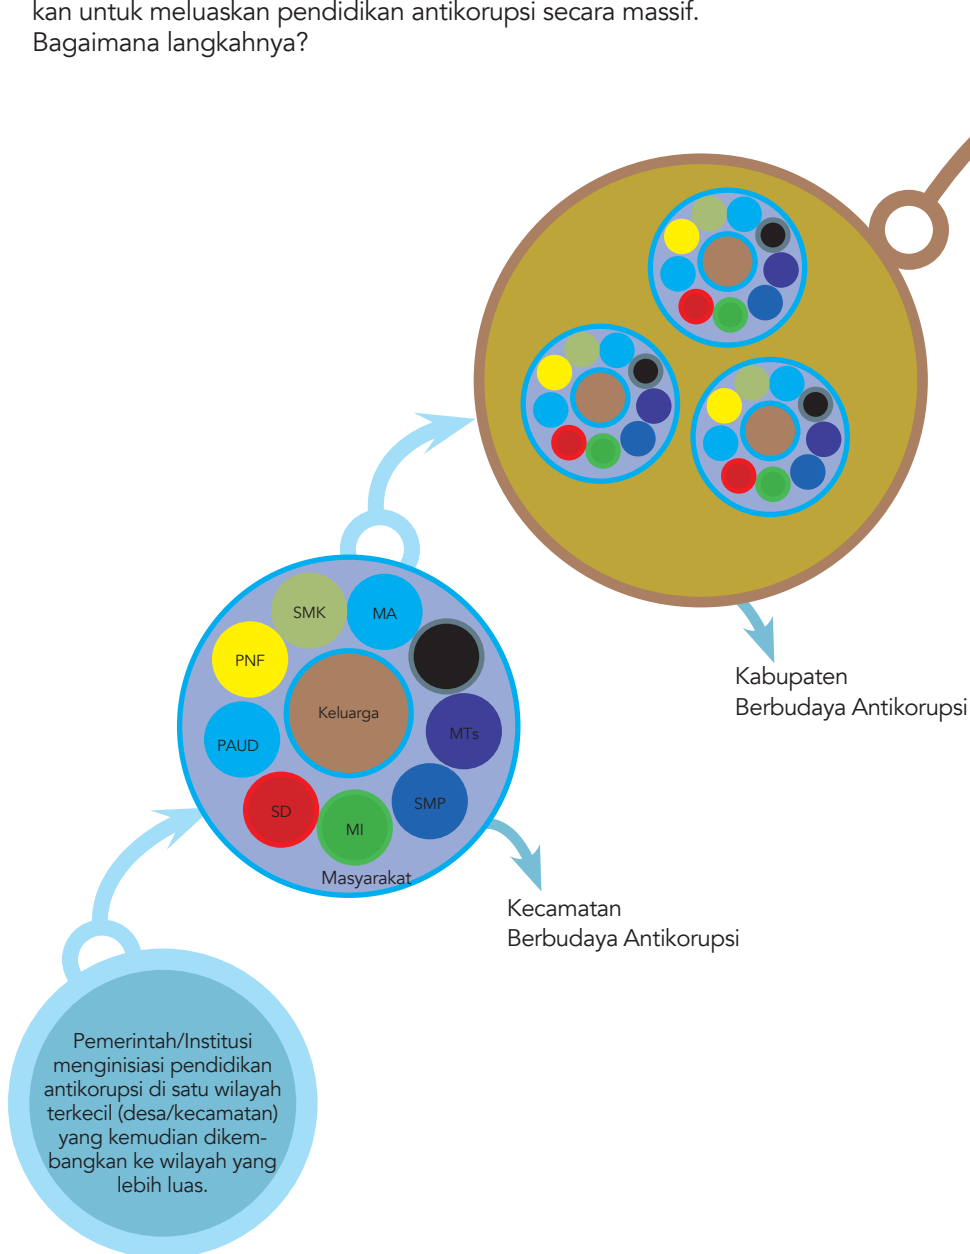 kan untuk meluaskan pendidikan antikorupsi secara massif.
Bagaimana langkahnya?
SMK
MA
PNF
Keluarga
MTs
PAUD
SD
SMP
MI
Masyarakat
Kabupaten
Berbudaya Antikorupsi
Kecamatan
Berbudaya Antikorupsi
Pemerintah/Institusi
menginisiasi pendidikan
antikorupsi di satu wilayah
terkecil (desa/kecamatan)
yang kemudian dikem-
bangkan ke wilayah yang
lebih luas.